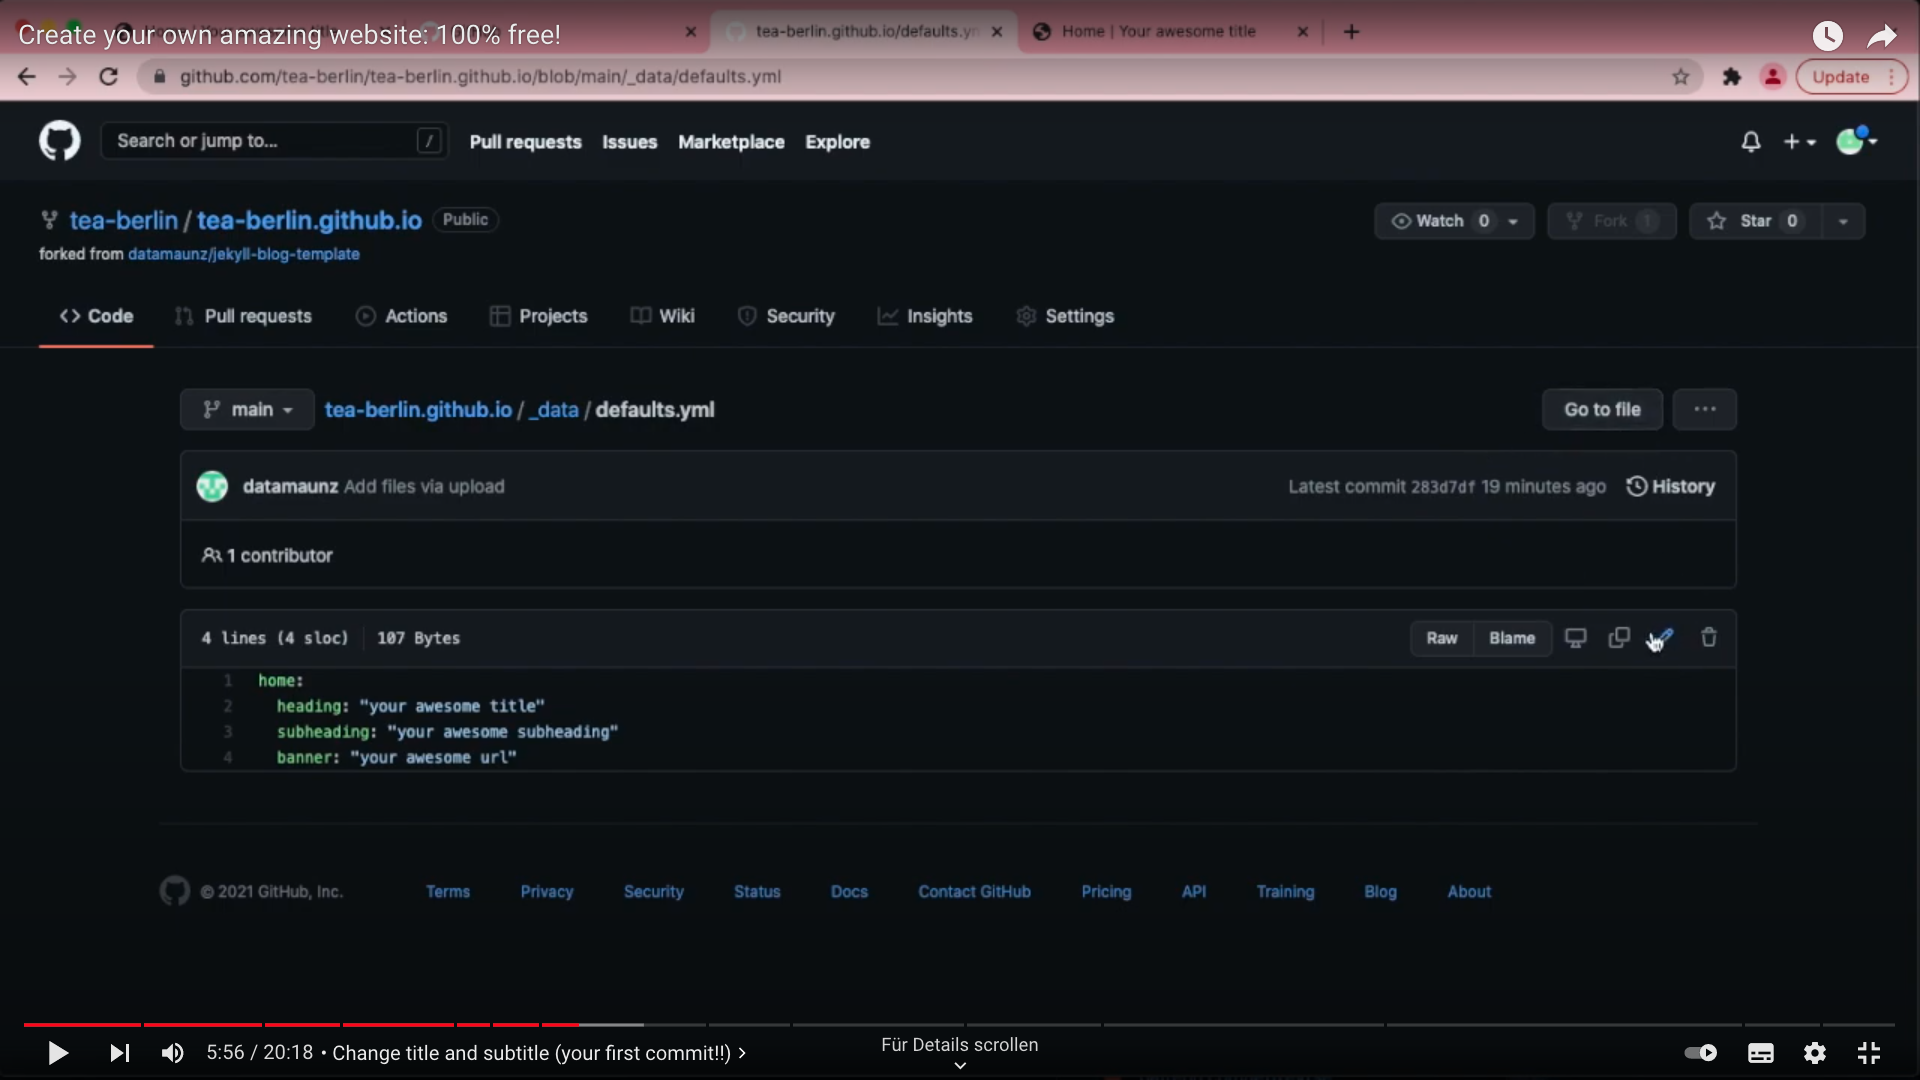 Create your own amazing website: 100% free!
tea-berlin.github.io/defaults.yn
Home | Your awesome title
github.com/tea-berlin/tea-berlin.github.io/blob/main/_data/defaults.yml
Update
Search or jump to...
/
Pull requests
Issues
Marketplace
Explore
tea-berlin / tea-berlin.github.io
Public
Watch 0
Fork 1
Star 0
forked from datamaunz/jekyll-blog-template
Code
Pull requests
Actions
Projects
Wiki
Security
Insights
Settings
main
tea-berlin.github.io / _data / defaults.yml
Go to file
datamaunz Add files via upload
Latest commit 283d7df 19 minutes ago
History
1 contributor
4 lines (4 sloc)
107 Bytes
Raw
Blame
1 home:
2 heading: "your awesome title"
3 subheading: "your awesome subheading"
4 banner: "your awesome url"
© 2021 GitHub, Inc.
Terms
Privacy
Security
Status
Docs
Contact GitHub
Pricing
API
Training
Blog
About
5:56 / 20:18 • Change title and subtitle (your first commit!!)
Für Details scrollen